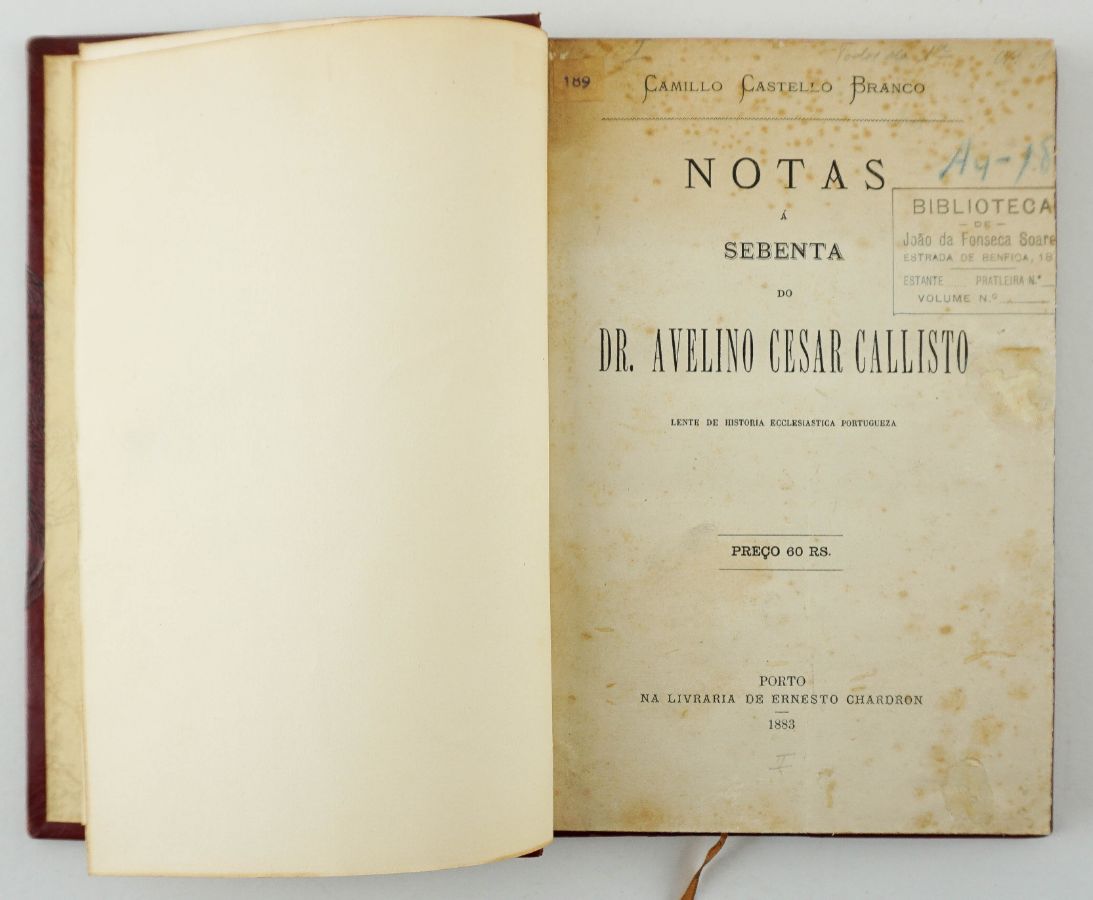 189
CAMILLO CASTELLO BRANCO
NOTAS
Á
SEBENTA
DO
DR. AVELINO CESAR CALLISTO
LENTE DE HISTORIA ECCLESIASTICA PORTUGUEZA
PREÇO 60 RS.
PORTO
NA LIVRARIA DE ERNESTO CHARDRON
1883
II
BIBLIOTECA
DE
João da Fonseca Soare
ESTRADA DE BENFICA, 18
ESTANTE PRATLEIRA N.º
VOLUME N.º